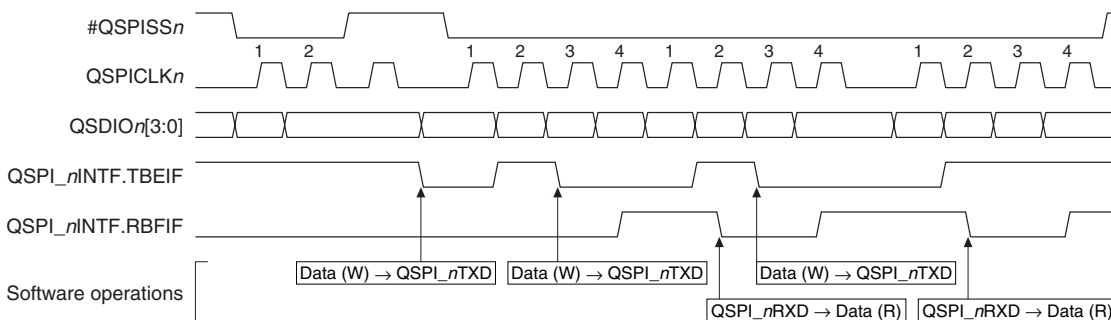 #QSPISSn
1 2 1 2 3 4 1 2 3 4 1 2 3 4
QSPICLKn
QSDIOn[3:0]
QSPI_nINTF.TBEIF
QSPI_nINTF.RBFIF
Data (W) → QSPI_nTXD Data (W) → QSPI_nTXD Data (W) → QSPI_nTXD
Software operations
QSPI_nRXD → Data (R) QSPI_nRXD → Data (R)